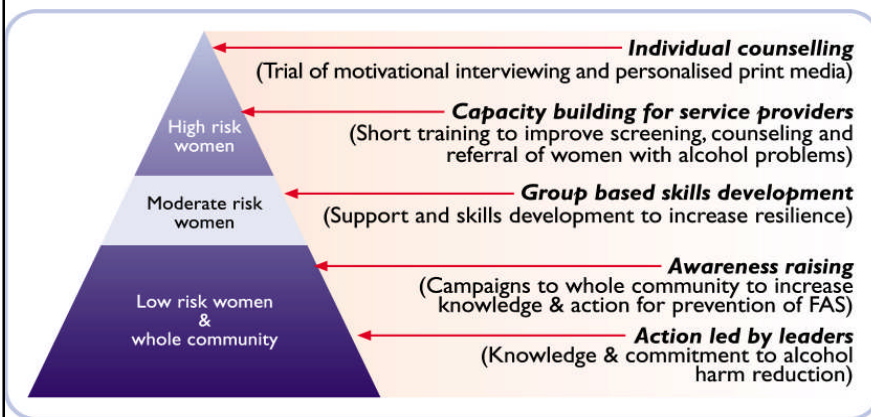 High risk
women
Moderate risk
women
Low risk women
&
whole community
Individual counselling
(Trial of motivational interviewing and personalised print media)
Capacity building for service providers
(Short training to improve screening, counseling and
referral of women with alcohol problems)
Group based skills development
(Support and skills development to increase resilience)
Awareness raising
(Campaigns to whole community to increase
knowledge & action for prevention of FAS)
Action led by leaders
(Knowledge & commitment to alcohol
harm reduction)